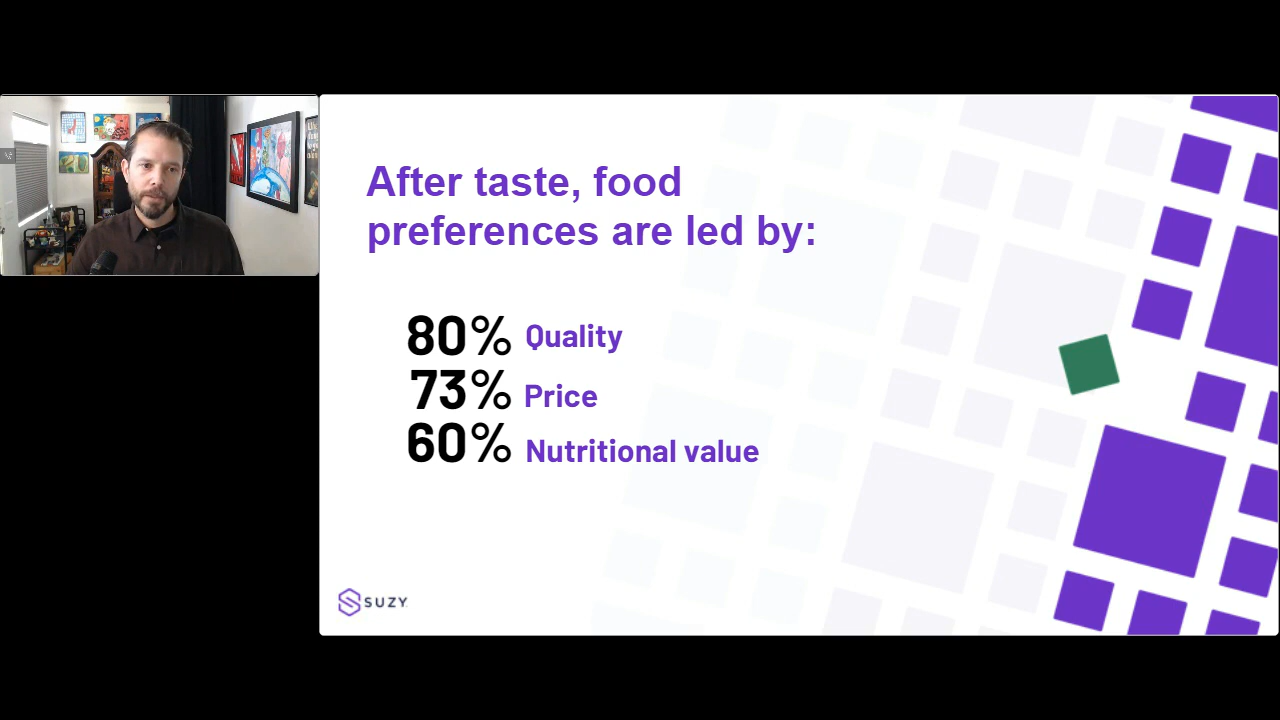 After taste, food
preferences are led by:
80% Quality
73% Price
60% Nutritional value
SUZY